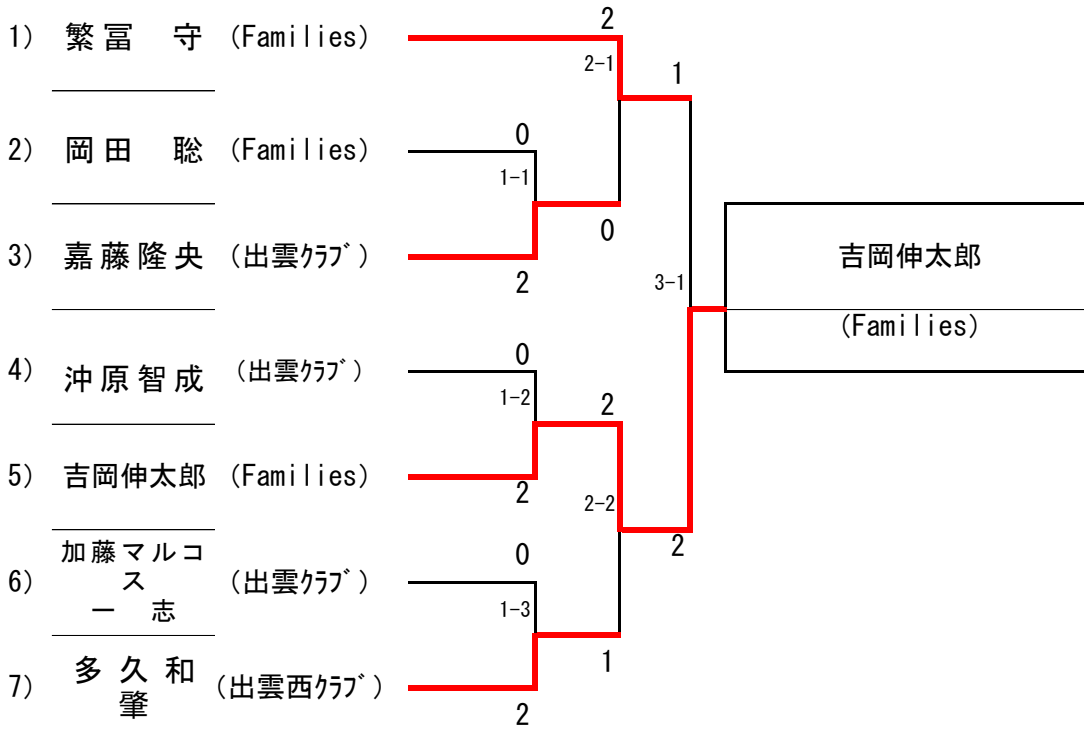 2
1) 繁冨 守 (Families)
2-1
1
0
2) 岡田 聡 (Families)
1-1
0
3) 嘉藤隆央 (出雲ｸﾗﾌﾞ)
2
吉岡伸太郎
3-1
(Families)
0
4) 沖原智成 (出雲ｸﾗﾌﾞ)
1-2
2
5) 吉岡伸太郎 (Families)
2
2-2
2
加藤マルコ
0
6) ス (出雲ｸﾗﾌﾞ)
一 志
1-3
1
多久和
7) 肇 (出雲西ｸﾗﾌﾞ)
2